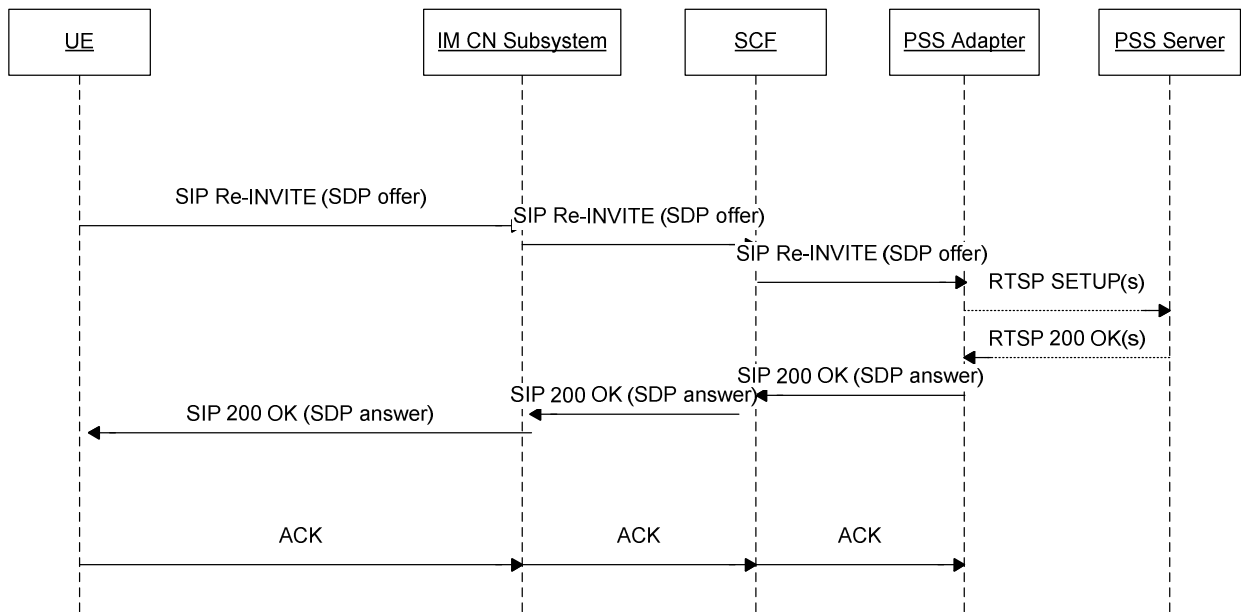 UE
IM CN Subsystem
SCF
PSS Adapter
PSS Server
SIP Re-INVITE (SDP offer)
SIP Re-INVITE (SDP offer)
SIP Re-INVITE (SDP offer)
RTSP SETUP(s)
RTSP 200 OK(s)
SIP 200 OK (SDP answer)
SIP 200 OK (SDP answer)
SIP 200 OK (SDP answer)
ACK
ACK
ACK